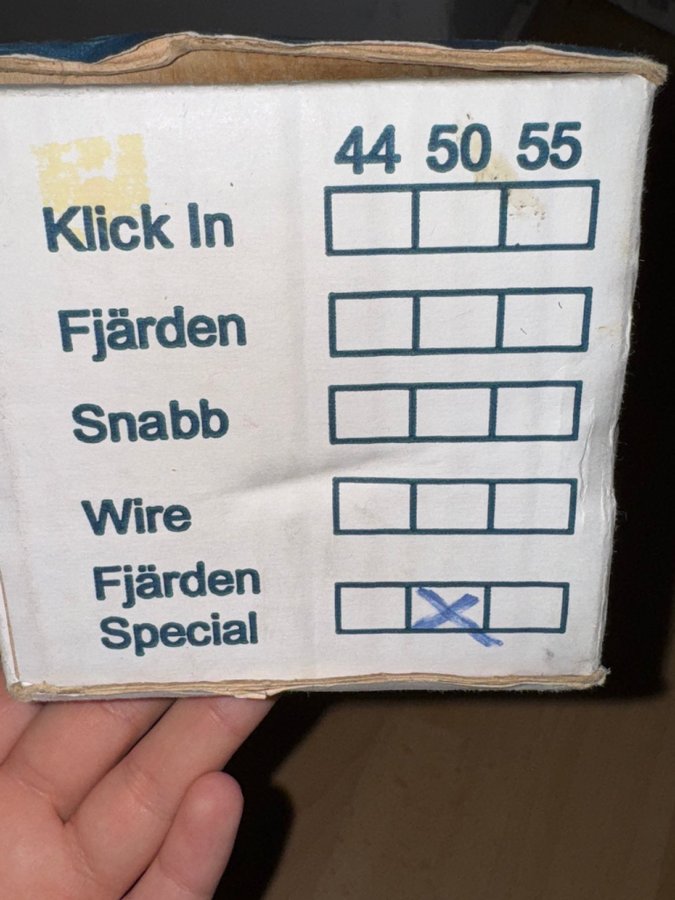 44 50 55
Klick In
Fjärden
Snabb
Wire
Fjärden
Special